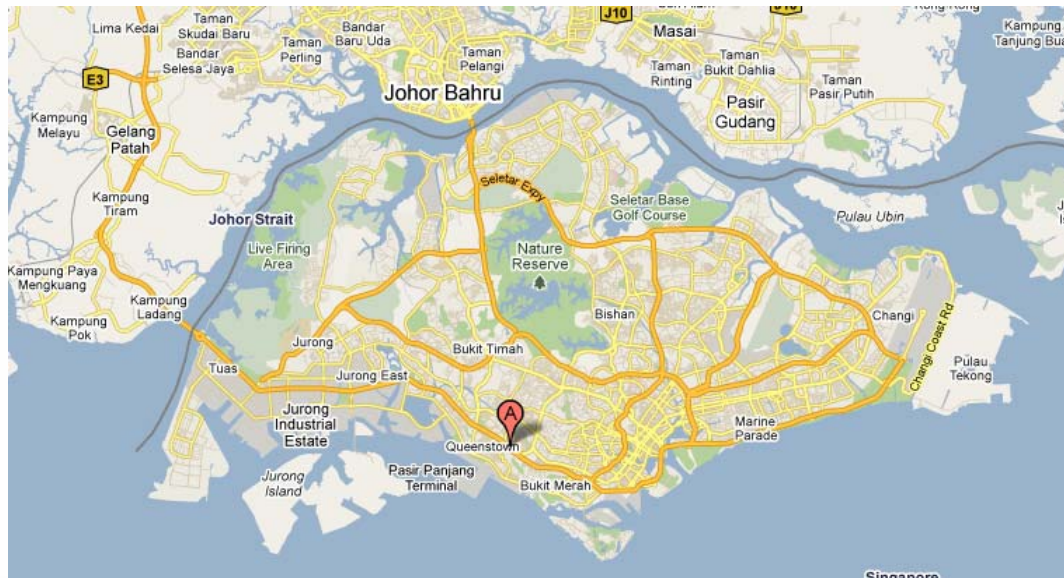 J10
Lima Kedai
Taman
Skudai Baru
Bandar
Selesa Jaya
Taman
Perling
Bandar
Baru Uda
Taman
Pelangi
Masai
Taman
Rinting
Taman
Bukit Dahlia
Taman
Pasir Putih
Kampung
Tanjung Bua
E3
Johor Bahru
Pasir
Gudang
Kampung
Melayu
Gelang
Patah
Kampung
Tiram
Seletar Expy
Seletar Base
Golf Course
Pulau Ubin
Johor Strait
Live Firing
Area
Nature
Reserve
Kampung Paya
Mengkuang
Kampung
Ladang
Kampung
Pok
Bishan
Changi
Changi Coast Rd
Jurong
Bukit Timah
Tuas
Jurong East
Pulau
Tekong
Jurong
Industrial
Estate
A
Marine
Parade
Queenstown
Jurong
Island
Pasir Panjang
Terminal
Bukit Merah
Singapore